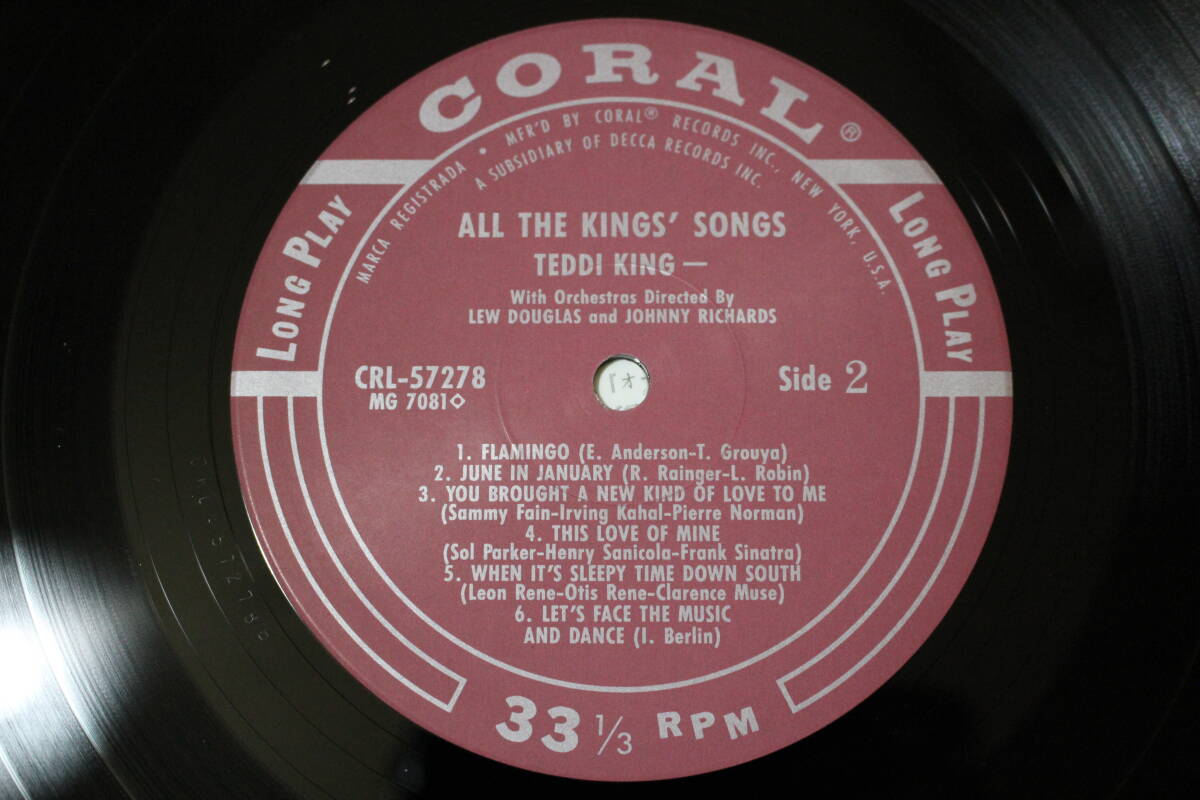 CORAL®
MARCA REGISTRADA • MFR'D BY CORAL® RECORDS INC., NEW YORK, U.S.A.
A SUBSIDIARY OF DECCA RECORDS INC.
LONG PLAY
LONG PLAY
ALL THE KINGS' SONGS
TEDDI KING—
With Orchestras Directed By
LEW DOUGLAS and JOHNNY RICHARDS
CRL-57278
MG 7081◇
Side 2
1. FLAMINGO (E. Anderson-T. Grouya)
2. JUNE IN JANUARY (R. Rainger-L. Robin)
3. YOU BROUGHT A NEW KIND OF LOVE TO ME
(Sammy Fain-Irving Kahal-Pierre Norman)
4. THIS LOVE OF MINE
(Sol Parker-Henry Sanicola-Frank Sinatra)
5. WHEN IT'S SLEEPY TIME DOWN SOUTH
(Leon Rene-Otis Rene-Clarence Muse)
6. LET'S FACE THE MUSIC
AND DANCE (I. Berlin)
33 1/3 RPM